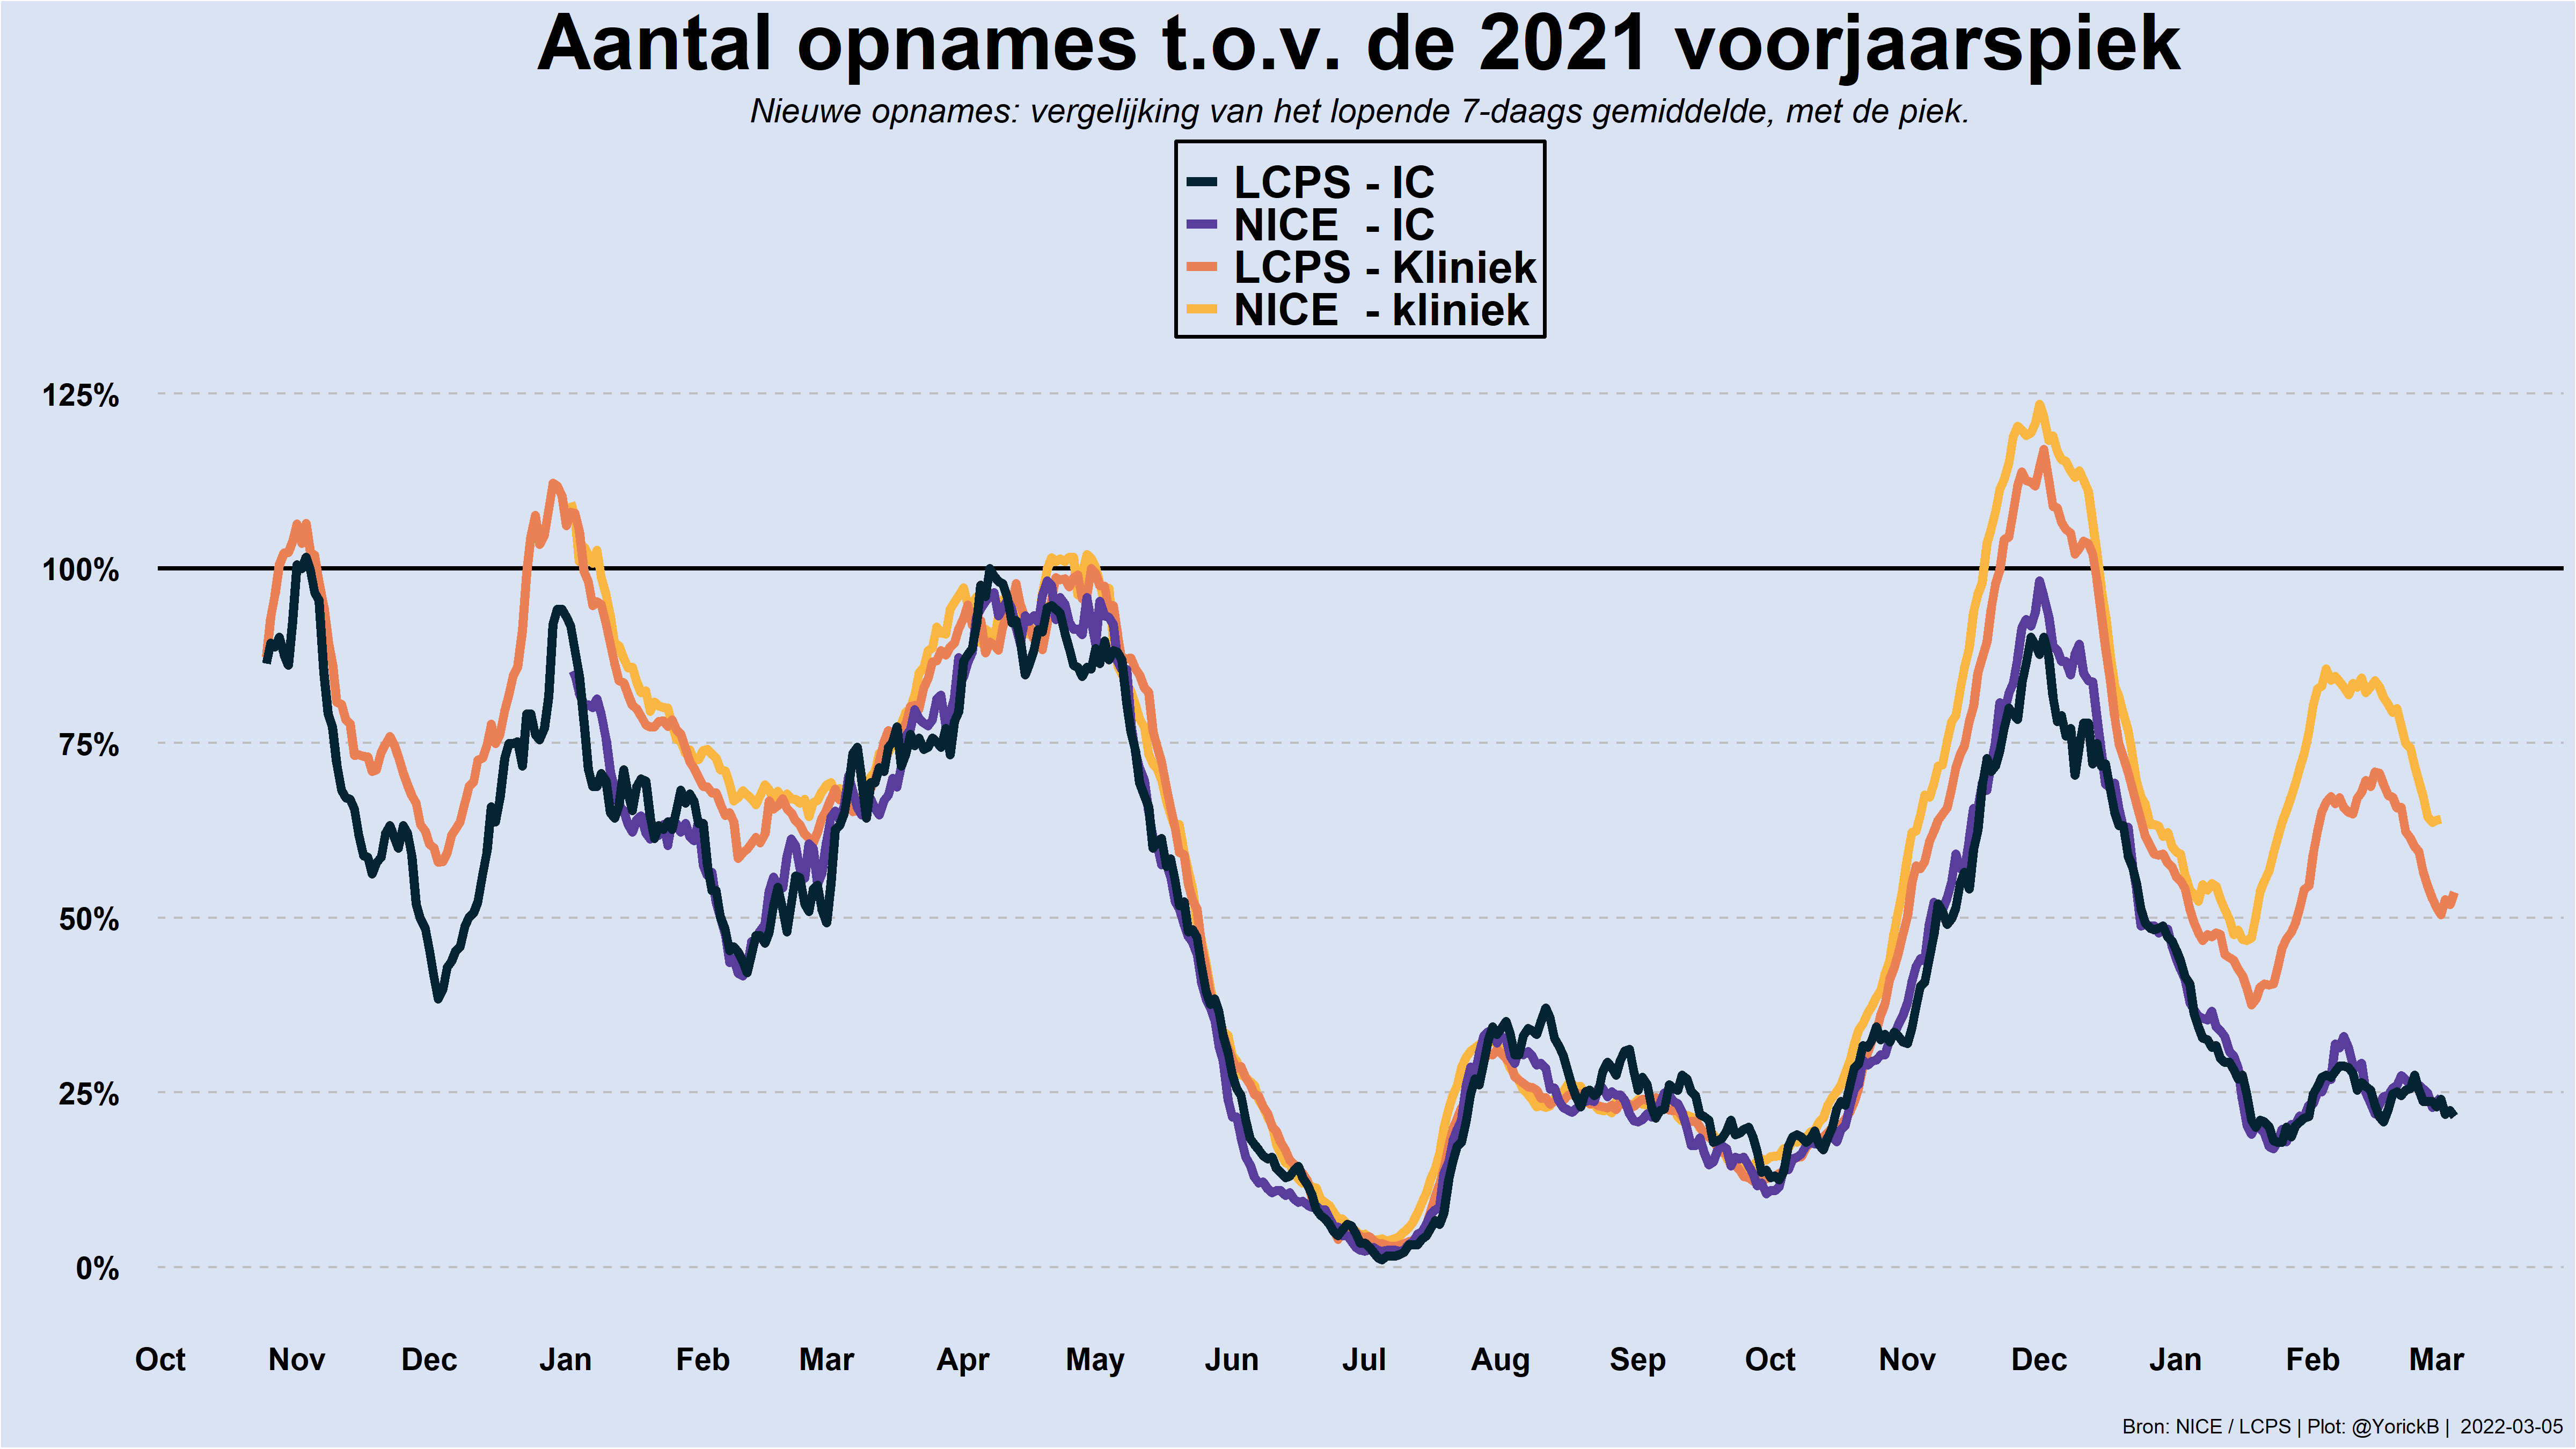 Aantal opnames t.o.v. de 2021 voorjaarspiek
Nieuwe opnames: vergelijking van het lopende 7-daags gemiddelde, met de piek.
LCPS - IC
NICE - IC
LCPS - Kliniek
NICE - kliniek
125%
100%
75%
50%
25%
0%
Oct Nov Dec Jan Feb Mar Apr May Jun Jul Aug Sep Oct Nov Dec Jan Feb Mar
Bron: NICE / LCPS | Plot: @YorickB | 2022-03-05